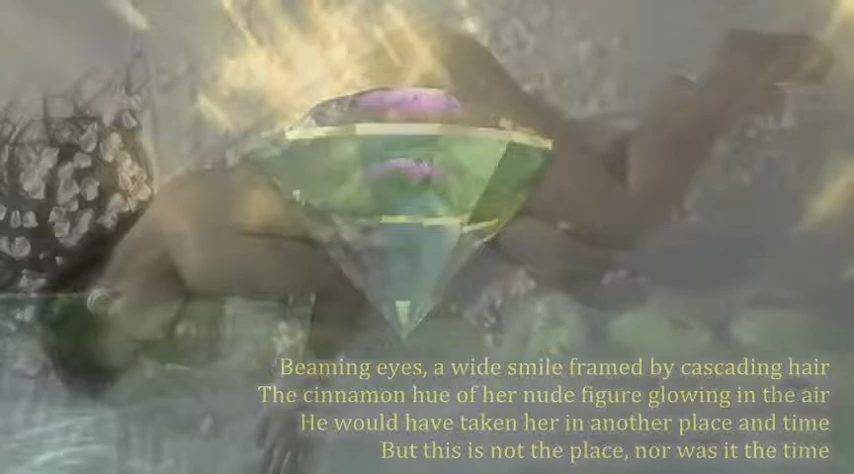 Beaming eyes, a wide smile framed by cascading hair
The cinnamon hue of her nude figure glowing in the air
He would have taken her in another place and time
But this is not the place, nor was it the time